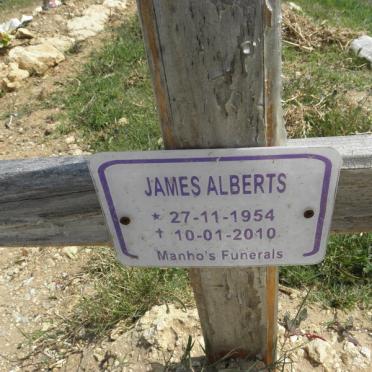 JAMES ALBERTS
* 27-11-1954
† 10-01-2010
Manho's Funerals